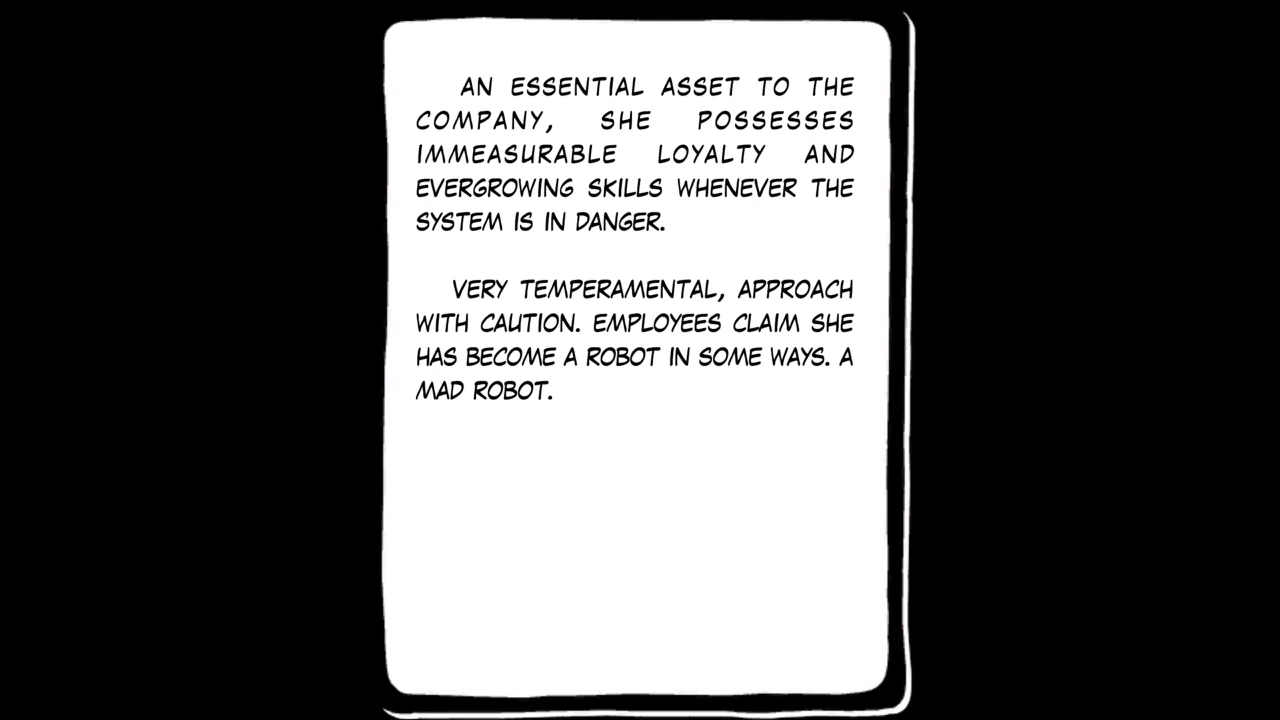 AN ESSENTIAL ASSET TO THE
COMPANY, SHE POSSESSES
IMMEASURABLE LOYALTY AND
EVERGROWING SKILLS WHENEVER THE
SYSTEM IS IN DANGER.
VERY TEMPERAMENTAL, APPROACH
WITH CAUTION. EMPLOYEES CLAIM SHE
HAS BECOME A ROBOT IN SOME WAYS. A
MAD ROBOT.